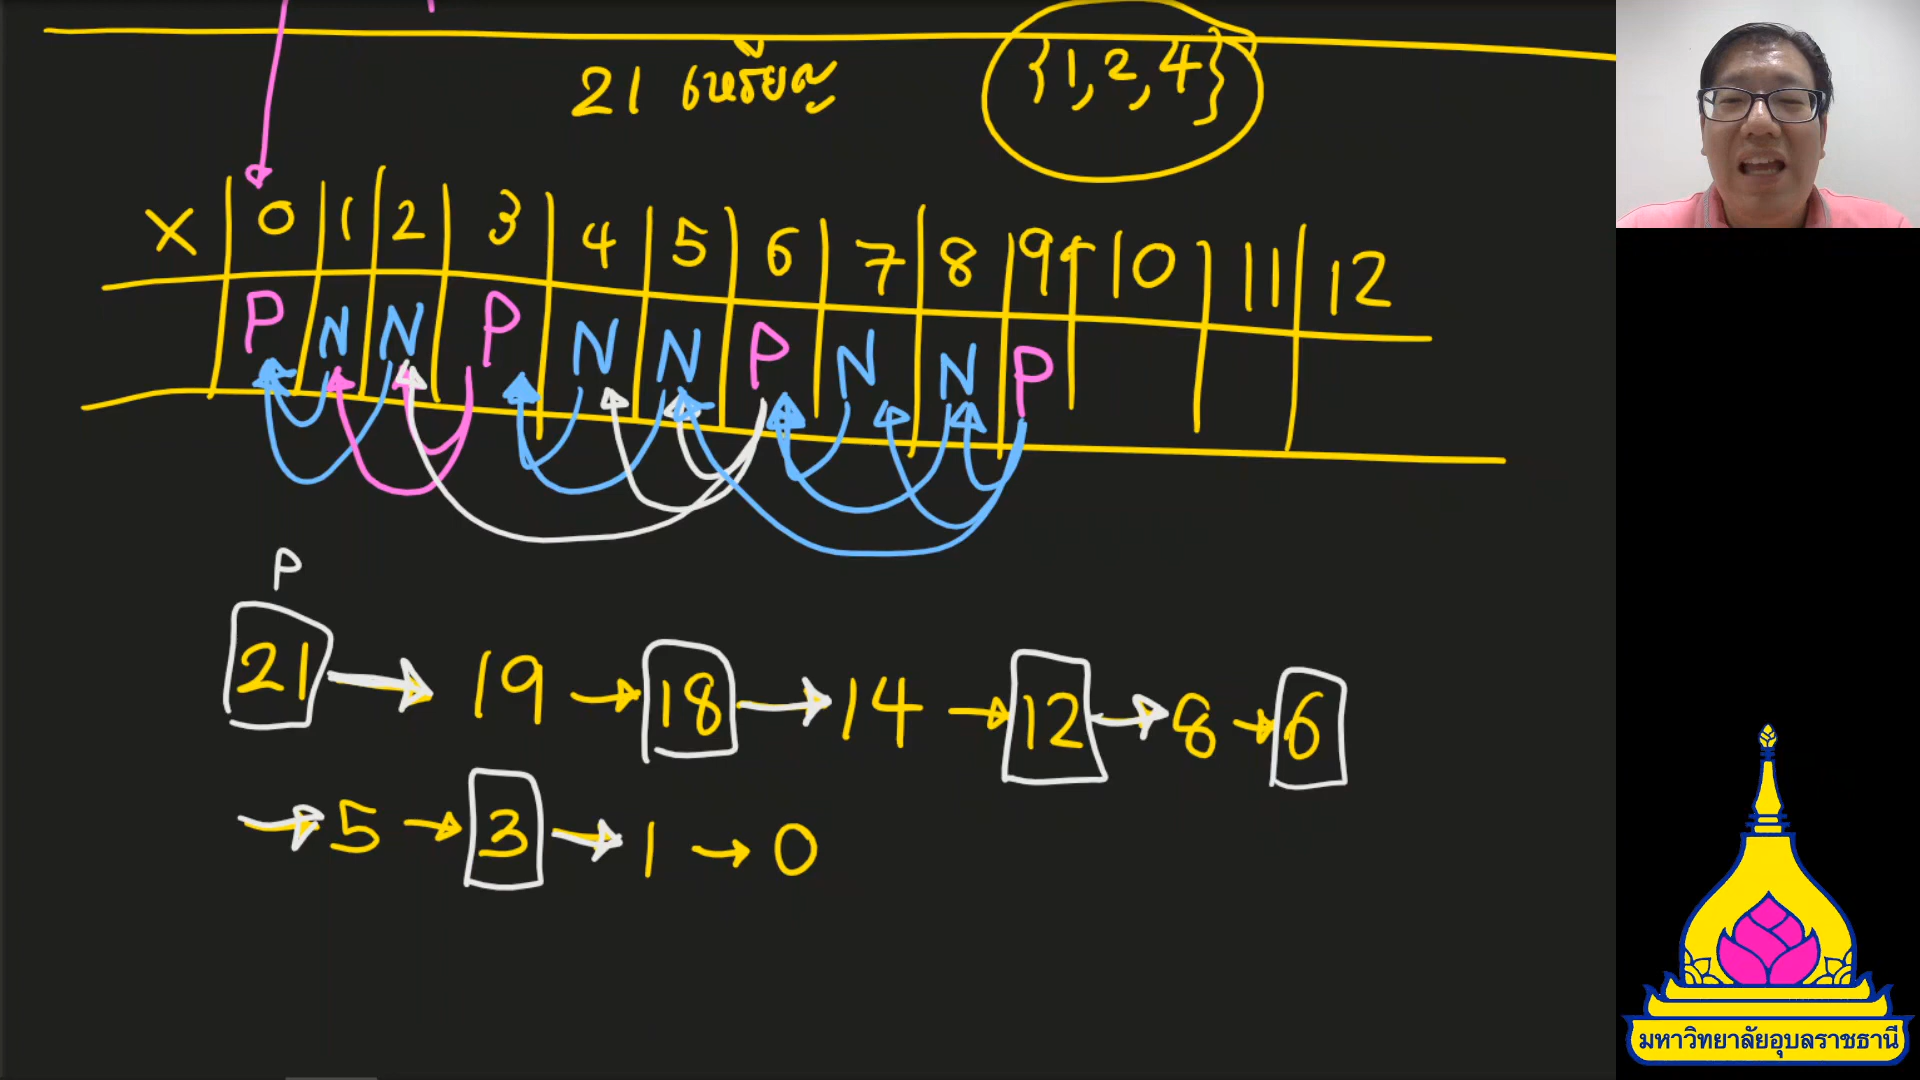 21 เหรียญ {1,2,4}
X 0 1 2 3 4 5 6 7 8 9 10 11 12
P N N P N N P N N P
P
21 → 19 → 18 → 14 → 12 → 8 → 6
→ 5 → 3 → 1 → 0
มหาวิทยาลัยอุบลราชธานี